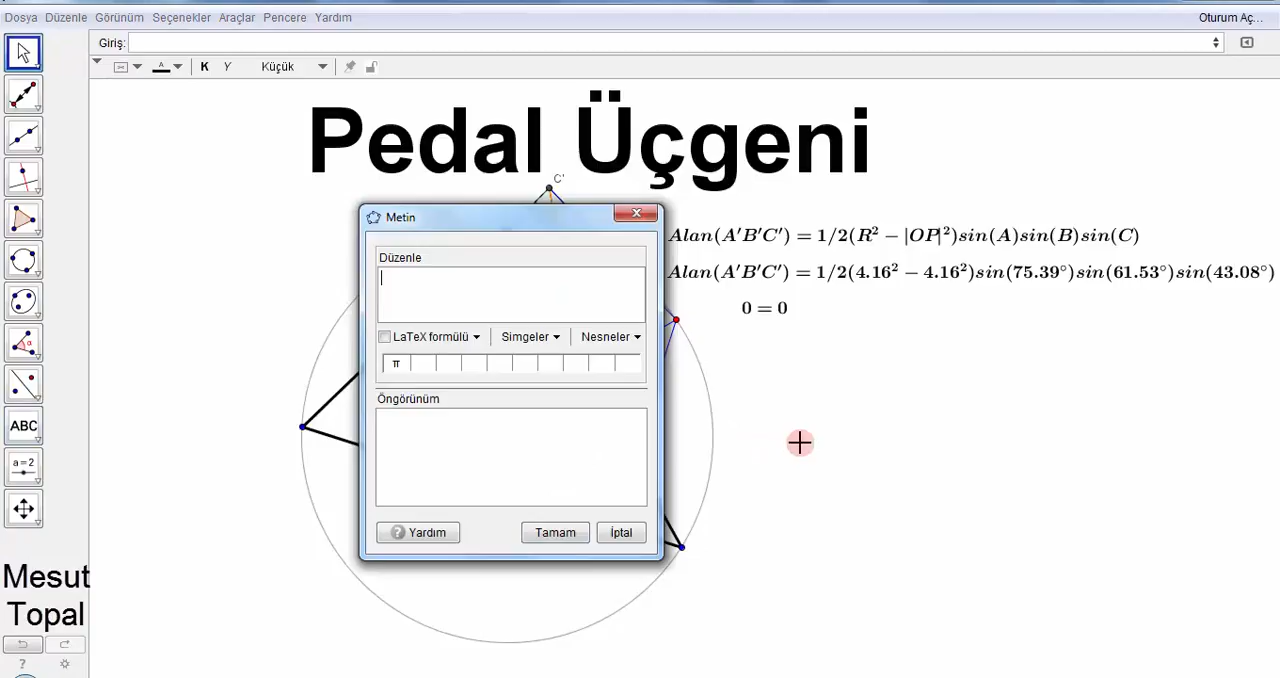 Dosya Düzenle Görünüm Seçenekler Araçlar Pencere Yardım Oturum Aç...
Giriş:
A K Y Küçük
Pedal Üçgeni
C'
Metin
Alan(A'B'C') = 1/2(R² − |OP|²)sin(A)sin(B)sin(C)
Düzenle
Alan(A'B'C') = 1/2(4.16² − 4.16²)sin(75.39°)sin(61.53°)sin(43.08°)
0 = 0
LaTeX formülü Simgeler Nesneler
α
π
Öngörünüm
ABC
a = 2
? Yardım Tamam İptal
Mesut
Topal
?